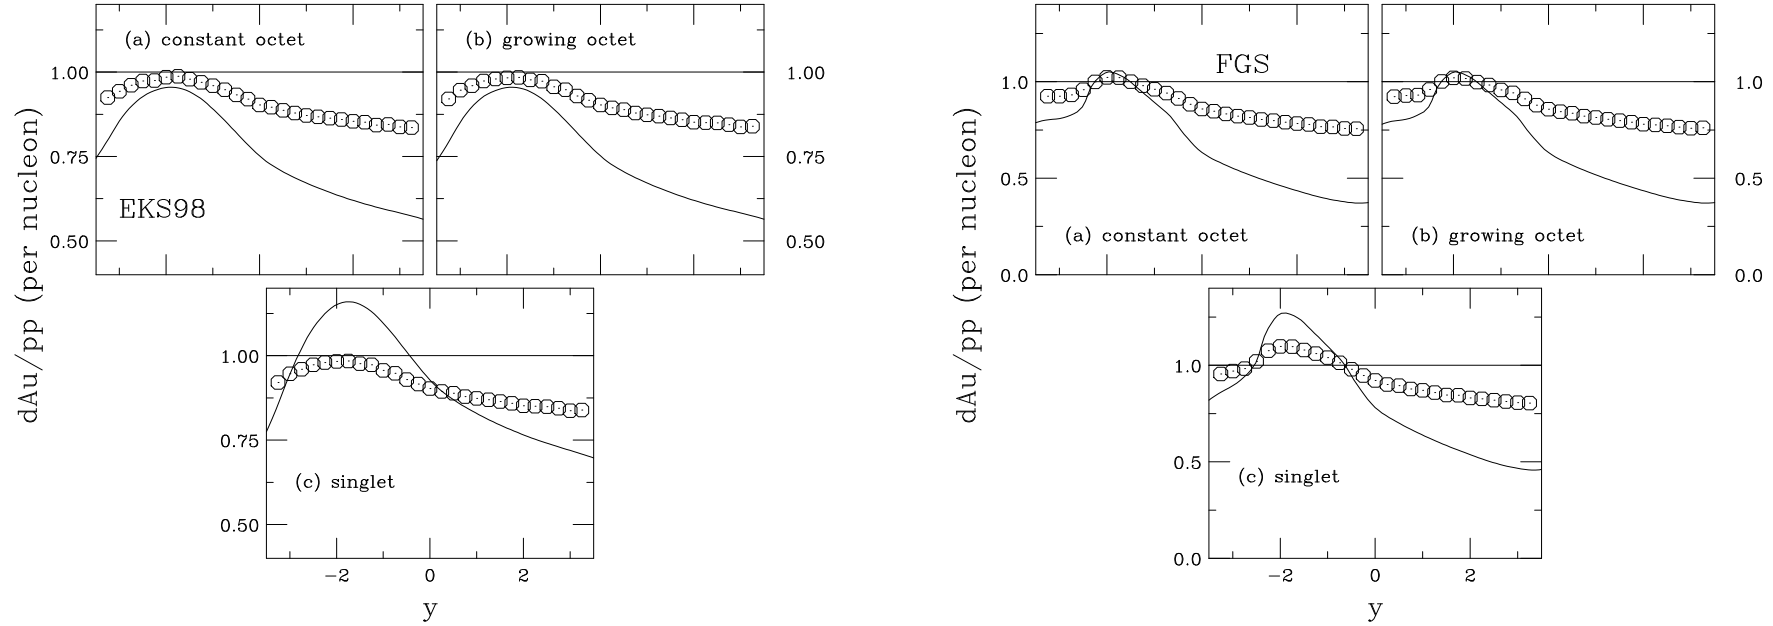 (a) constant octet
(b) growing octet
1.00
0.75
0.50
EKS98
1.00
0.75
0.50
dAu/pp (per nucleon)
1.00
0.75
0.50
(c) singlet
−2
0
2
y
FGS
1.0
0.5
0.0
(a) constant octet
(b) growing octet
1.0
0.5
0.0
dAu/pp (per nucleon)
1.0
0.5
0.0
(c) singlet
−2
0
2
y